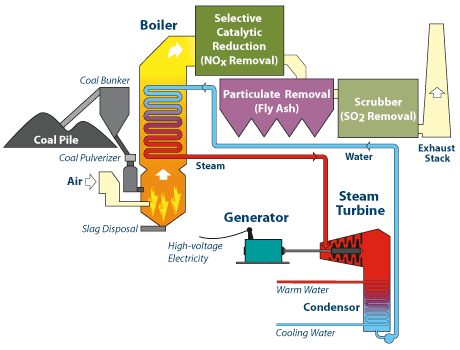 Boiler
Selective
Catalytic
Reduction
(NOx Removal)
Coal Bunker
Particulate Removal
(Fly Ash)
Scrubber
(SO2 Removal)
Coal Pile
Exhaust
Stack
Coal Pulverizer
Water
Steam
Air
Steam
Turbine
Generator
Slag Disposal
High-voltage
Electricity
Warm Water
Condensor
Cooling Water